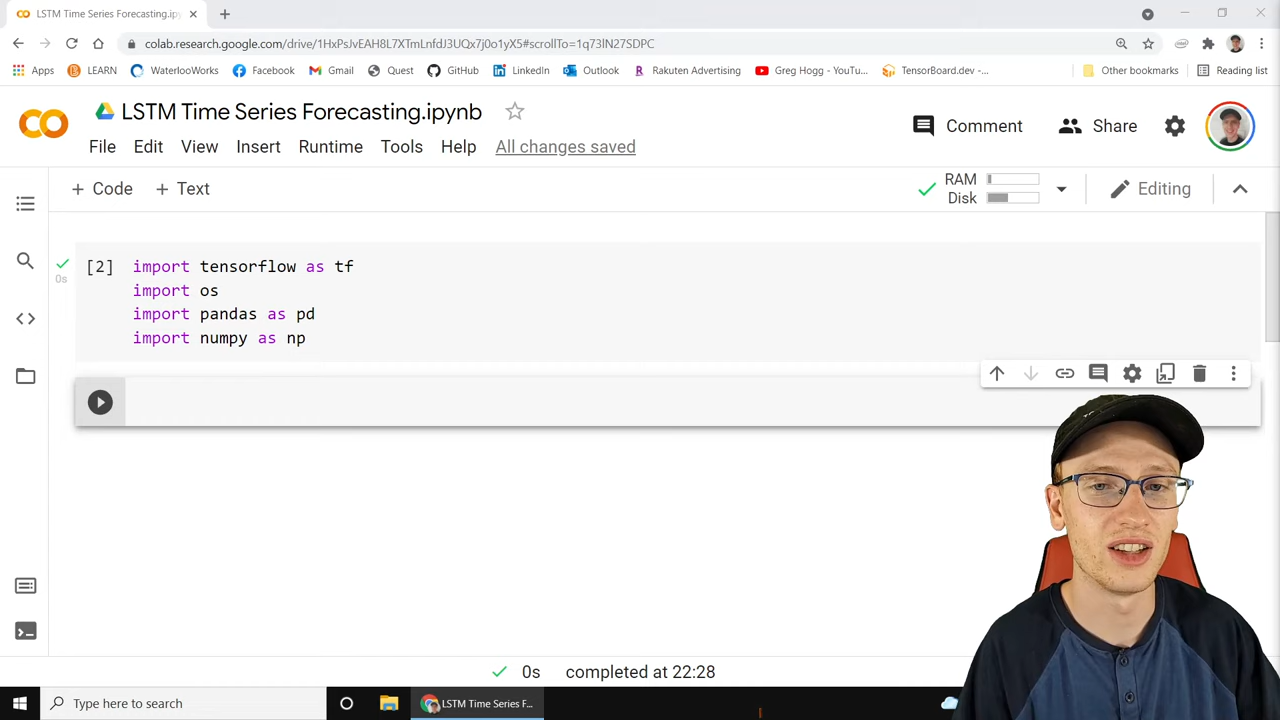 LSTM Time Series Forecasting.ip
colab.research.google.com/drive/1HxPsJvEAH8L7XTmLnfdJ3UQx7j0o1yX5#scrollTo=1q73lN27SDPC
Apps LEARN WaterlooWorks Facebook Gmail Quest GitHub LinkedIn Outlook Rakuten Advertising Greg Hogg - YouTu... TensorBoard.dev -... Other bookmarks Reading list
LSTM Time Series Forecasting.ipynb
Comment Share
File Edit View Insert Runtime Tools Help All changes saved
+ Code + Text
RAM
Disk
Editing
[2] import tensorflow as tf
0s
import os
import pandas as pd
import numpy as np
0s completed at 22:28
Type here to search
LSTM Time Series F...